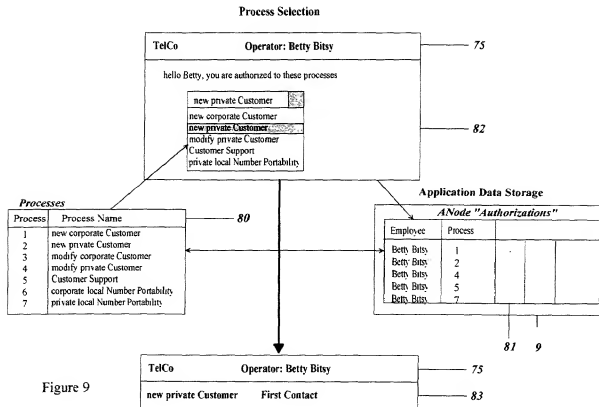 Process Selection
TelCo Operator: Betty Bitsy
75
hello Betty, you are authorized to these processes
new private Customer
new corporate Customer
new private Customer
modify private Customer
Customer Support
private local Number Portability
82
Processes
Process Process Name
1 new corporate Customer
2 new private Customer
3 modify corporate Customer
4 modify private Customer
5 Customer Support
6 corporate local Number Portability
7 private local Number Portability
80
Application Data Storage
ANode "Authorizations"
Employee Process
Betty Bitsy 1
Betty Bitsy 2
Betty Bitsy 4
Betty Bitsy 5
Betty Bitsy 7
81 9
TelCo Operator: Betty Bitsy
75
new private Customer First Contact
83
Figure 9